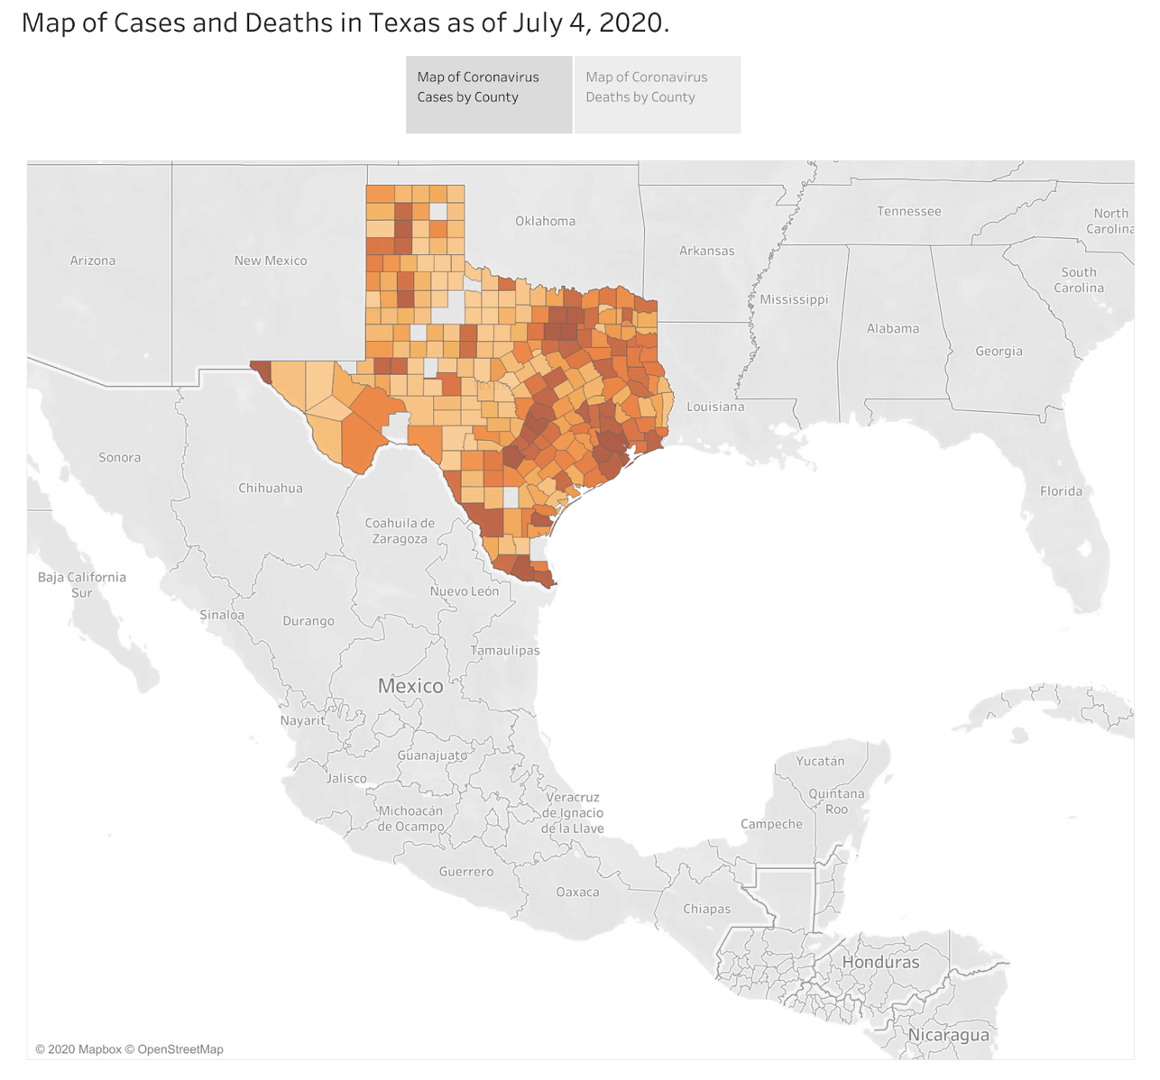 Map of Cases and Deaths in Texas as of July 4, 2020.
Map of Coronavirus
Cases by County
Map of Coronavirus
Deaths by County
Oklahoma
Tennessee
North
Carolina
Arizona
New Mexico
Arkansas
South
Carolina
Mississippi
Alabama
Georgia
Louisiana
Sonora
Chihuahua
Florida
Coahuila de
Zaragoza
Baja California
Sur
Nuevo León
Sinaloa
Durango
Tamaulipas
Mexico
Nayarit
Guanajuato
Yucatán
Jalisco
Quintana
Roo
Michoacán
de Ocampo
Veracruz
de Ignacio
de la Llave
Campeche
Guerrero
Oaxaca
Chiapas
Honduras
Nicaragua
© 2020 Mapbox © OpenStreetMap